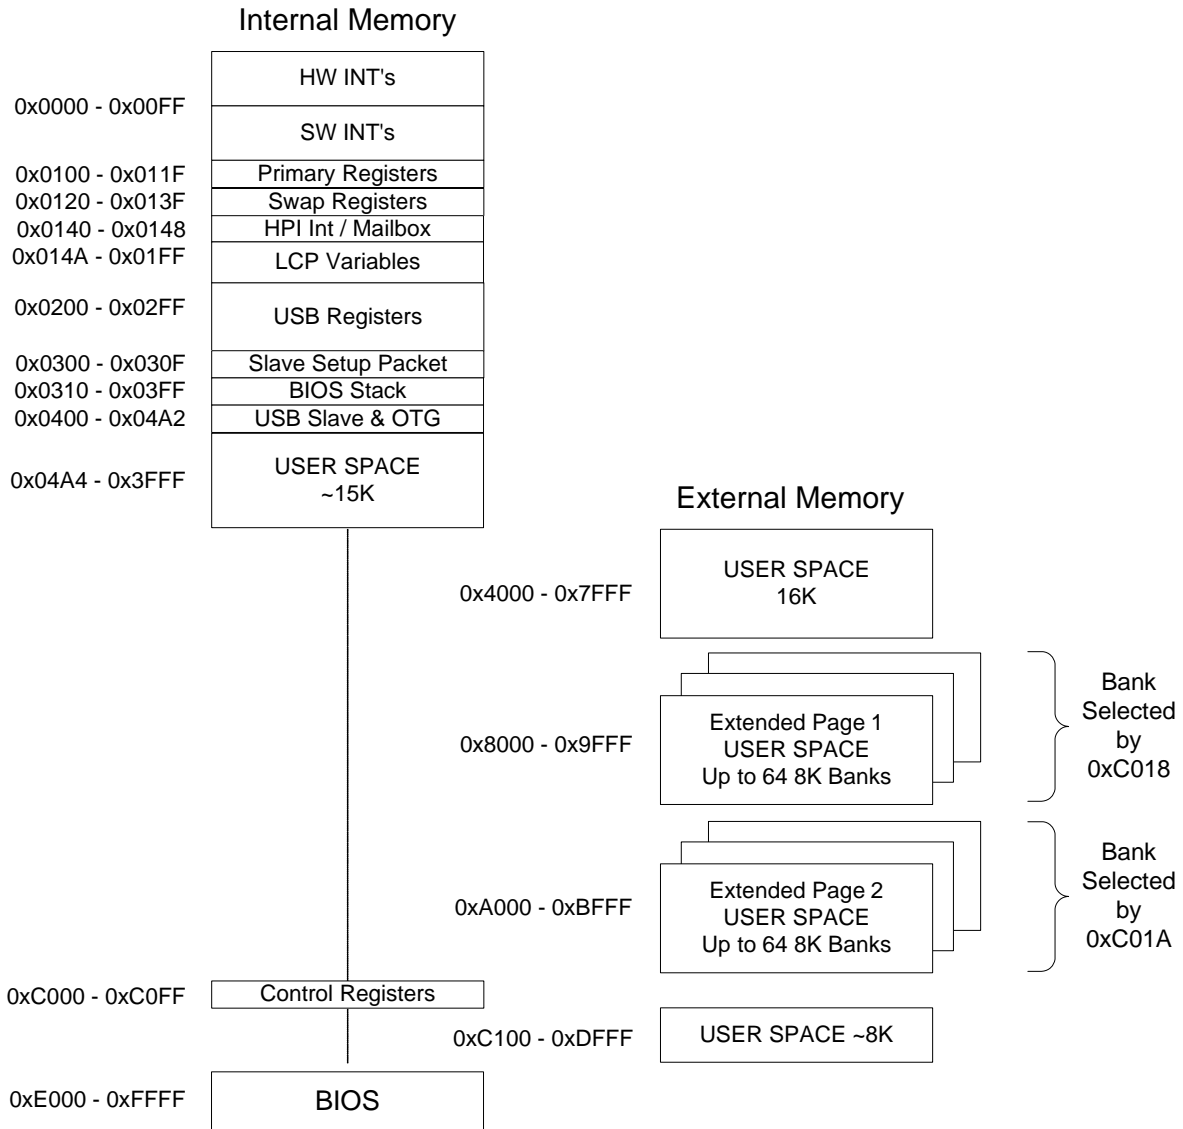 Internal Memory
HW INT's
0x0000 - 0x00FF
SW INT's
0x0100 - 0x011F
Primary Registers
0x0120 - 0x013F
Swap Registers
0x0140 - 0x0148
HPI Int / Mailbox
0x014A - 0x01FF
LCP Variables
0x0200 - 0x02FF
USB Registers
0x0300 - 0x030F
Slave Setup Packet
0x0310 - 0x03FF
BIOS Stack
0x0400 - 0x04A2
USB Slave & OTG
0x04A4 - 0x3FFF
USER SPACE
~15K
External Memory
0x4000 - 0x7FFF
USER SPACE
16K
0x8000 - 0x9FFF
Extended Page 1
USER SPACE
Up to 64 8K Banks
Bank
Selected
by
0xC018
0xA000 - 0xBFFF
Extended Page 2
USER SPACE
Up to 64 8K Banks
Bank
Selected
by
0xC01A
0xC000 - 0xC0FF
Control Registers
0xC100 - 0xDFFF
USER SPACE ~8K
0xE000 - 0xFFFF
BIOS